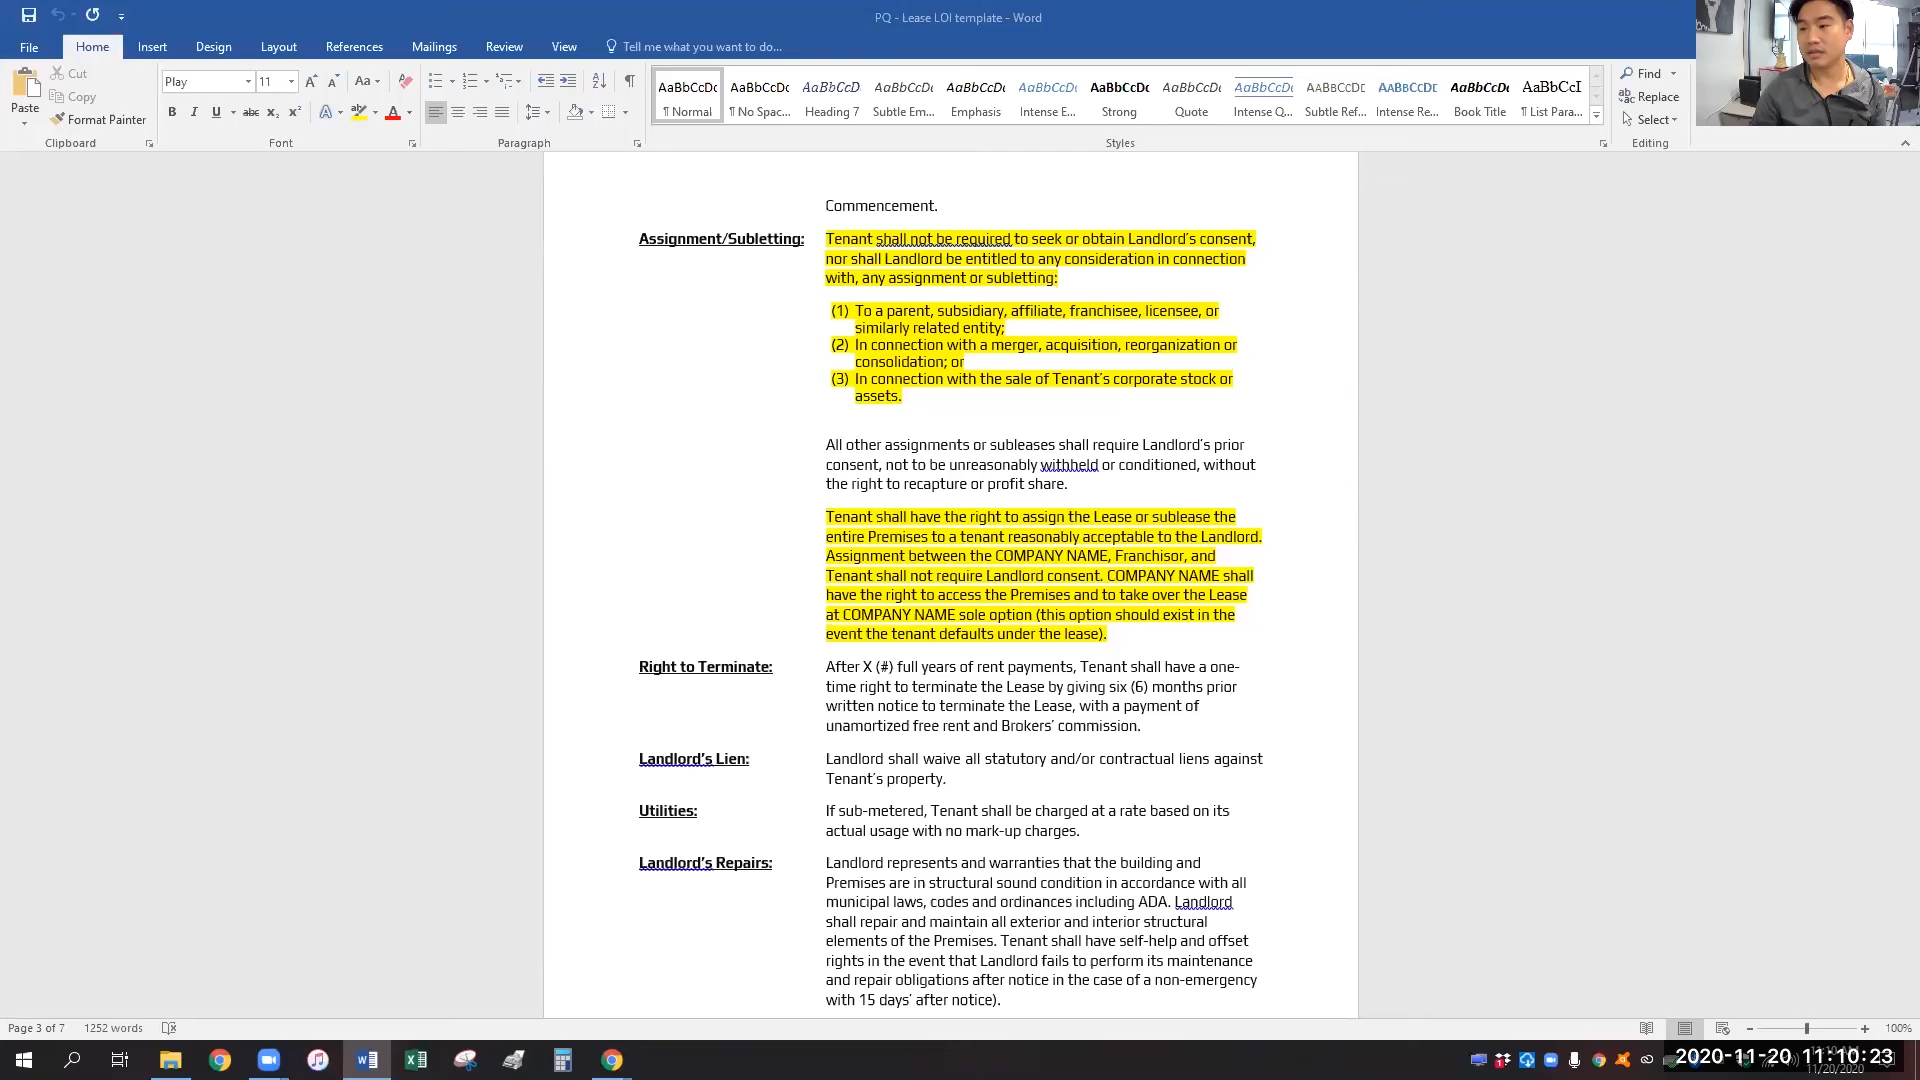 PQ - Lease LOI template - Word
File Home Insert Design Layout References Mailings Review View Tell me what you want to do...
Paste
Cut
Copy
Format Painter
Clipboard
Play 11
Font
Paragraph
AaBbCcDc AaBbCcDc AaBbCcD AaBbCcDc AaBbCcDc AaBbCcDc AaBbCcDc AaBbCcDc AaBbCcDc AABBCCDE AABBCCDE AaBbCcDc AaBbCcI
¶ Normal ¶ No Spac... Heading 7 Subtle Em... Emphasis Intense E... Strong Quote Intense Q... Subtle Ref... Intense Re... Book Title ¶ List Para...
Styles
Find
Replace
Select
Editing
Commencement.
Assignment/Subletting: Tenant shall not be required to seek or obtain Landlord's consent,
nor shall Landlord be entitled to any consideration in connection
with, any assignment or subletting:
(1) To a parent, subsidiary, affiliate, franchisee, licensee, or
similarly related entity;
(2) In connection with a merger, acquisition, reorganization or
consolidation; or
(3) In connection with the sale of Tenant's corporate stock or
assets.
All other assignments or subleases shall require Landlord's prior
consent, not to be unreasonably withheld or conditioned, without
the right to recapture or profit share.
Tenant shall have the right to assign the Lease or sublease the
entire Premises to a tenant reasonably acceptable to the Landlord.
Assignment between the COMPANY NAME, Franchisor, and
Tenant shall not require Landlord consent. COMPANY NAME shall
have the right to access the Premises and to take over the Lease
at COMPANY NAME sole option (this option should exist in the
event the tenant defaults under the lease).
Right to Terminate: After X (#) full years of rent payments, Tenant shall have a one-
time right to terminate the Lease by giving six (6) months prior
written notice to terminate the Lease, with a payment of
unamortized free rent and Brokers' commission.
Landlord's Lien: Landlord shall waive all statutory and/or contractual liens against
Tenant's property.
Utilities: If sub-metered, Tenant shall be charged at a rate based on its
actual usage with no mark-up charges.
Landlord's Repairs: Landlord represents and warranties that the building and
Premises are in structural sound condition in accordance with all
municipal laws, codes and ordinances including ADA. Landlord
shall repair and maintain all exterior and interior structural
elements of the Premises. Tenant shall have self-help and offset
rights in the event that Landlord fails to perform its maintenance
and repair obligations after notice in the case of a non-emergency
with 15 days' after notice).
Page 3 of 7 1252 words 100%
2020-11-20 11:10:23
11/20/2020